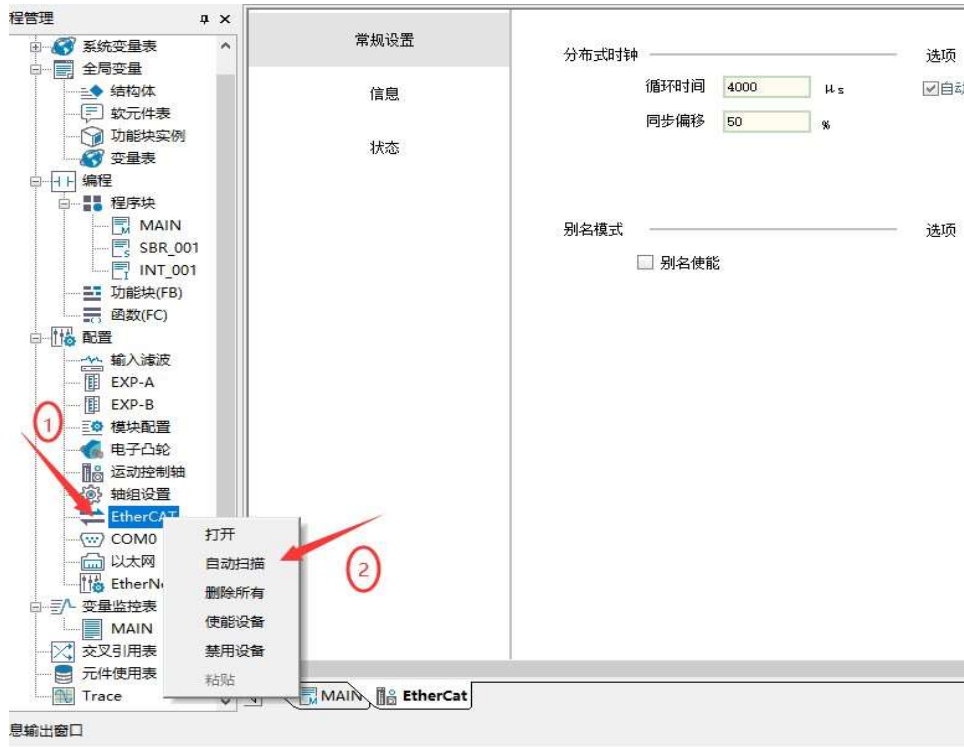 程管理
系统变量表
全局变量
结构体
软元件表
功能块实例
变量表
编程
程序块
MAIN
SBR_001
INT_001
功能块(FB)
函数(FC)
配置
输入滤波
EXP-A
EXP-B
模块配置
电子凸轮
运动控制轴
轴组设置
EtherCAT
COM0
以太网
EtherNe
变量监控表
MAIN
交叉引用表
元件使用表
Trace
息输出窗口
①
打开
自动扫描
删除所有
使能设备
禁用设备
粘贴
②
常规设置
信息
状态
分布式时钟
选项
循环时间 4000 μs
自动
同步偏移 50 %
别名模式
选项
别名使能
MAIN
EtherCat